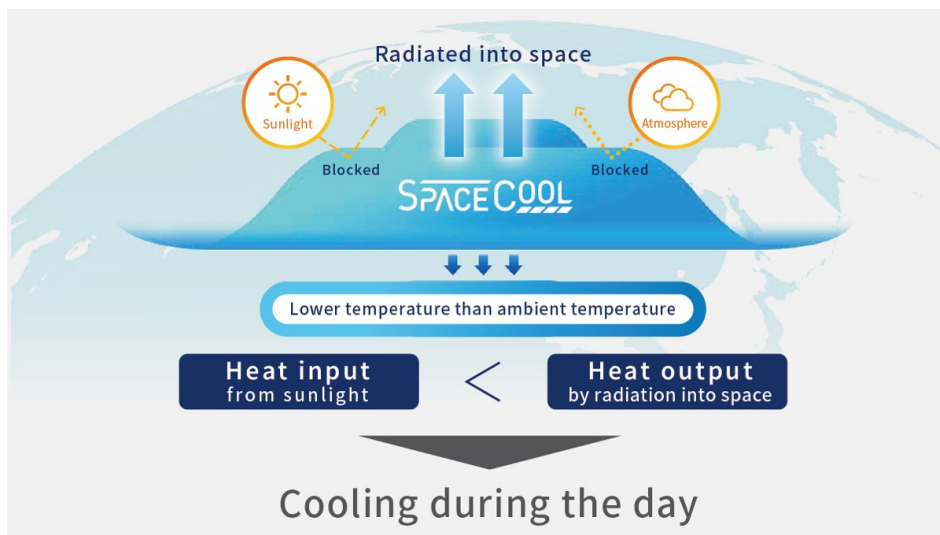 Radiated into space
Sunlight
Atmosphere
Blocked
Blocked
SPACECOOL
Lower temperature than ambient temperature
Heat input
from sunlight
<
Heat output
by radiation into space
Cooling during the day